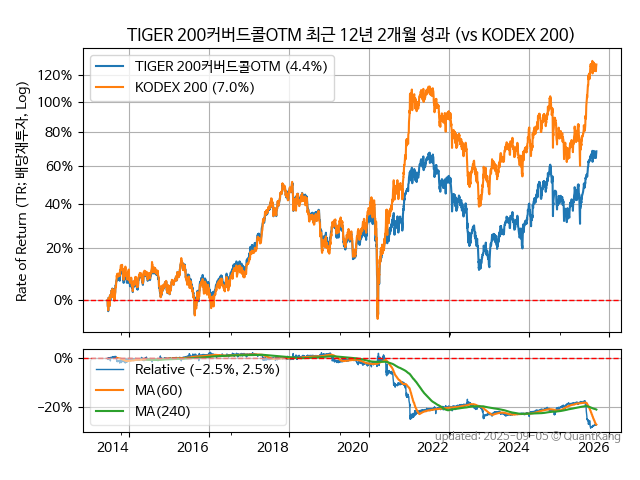 TIGER 200커버드콜OTM 최근 12년 2개월 성과 (vs KODEX 200)
Rate of Return (TR: 배당재투자, Log)
TIGER 200커버드콜OTM (4.4%)
KODEX 200 (7.0%)
120%
100%
80%
60%
40%
20%
0%
0%
−20%
Relative (−2.5%, 2.5%)
MA(60)
MA(240)
updated: 2025-09-05 © QuantKang
2014 2016 2018 2020 2022 2024 2026